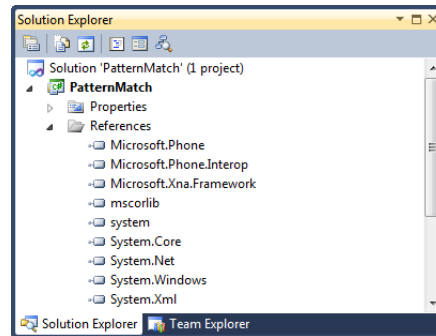 Solution Explorer
Solution 'PatternMatch' (1 project)
PatternMatch
Properties
References
Microsoft.Phone
Microsoft.Phone.Interop
Microsoft.Xna.Framework
mscorlib
system
System.Core
System.Net
System.Windows
System.Xml
Solution Explorer Team Explorer